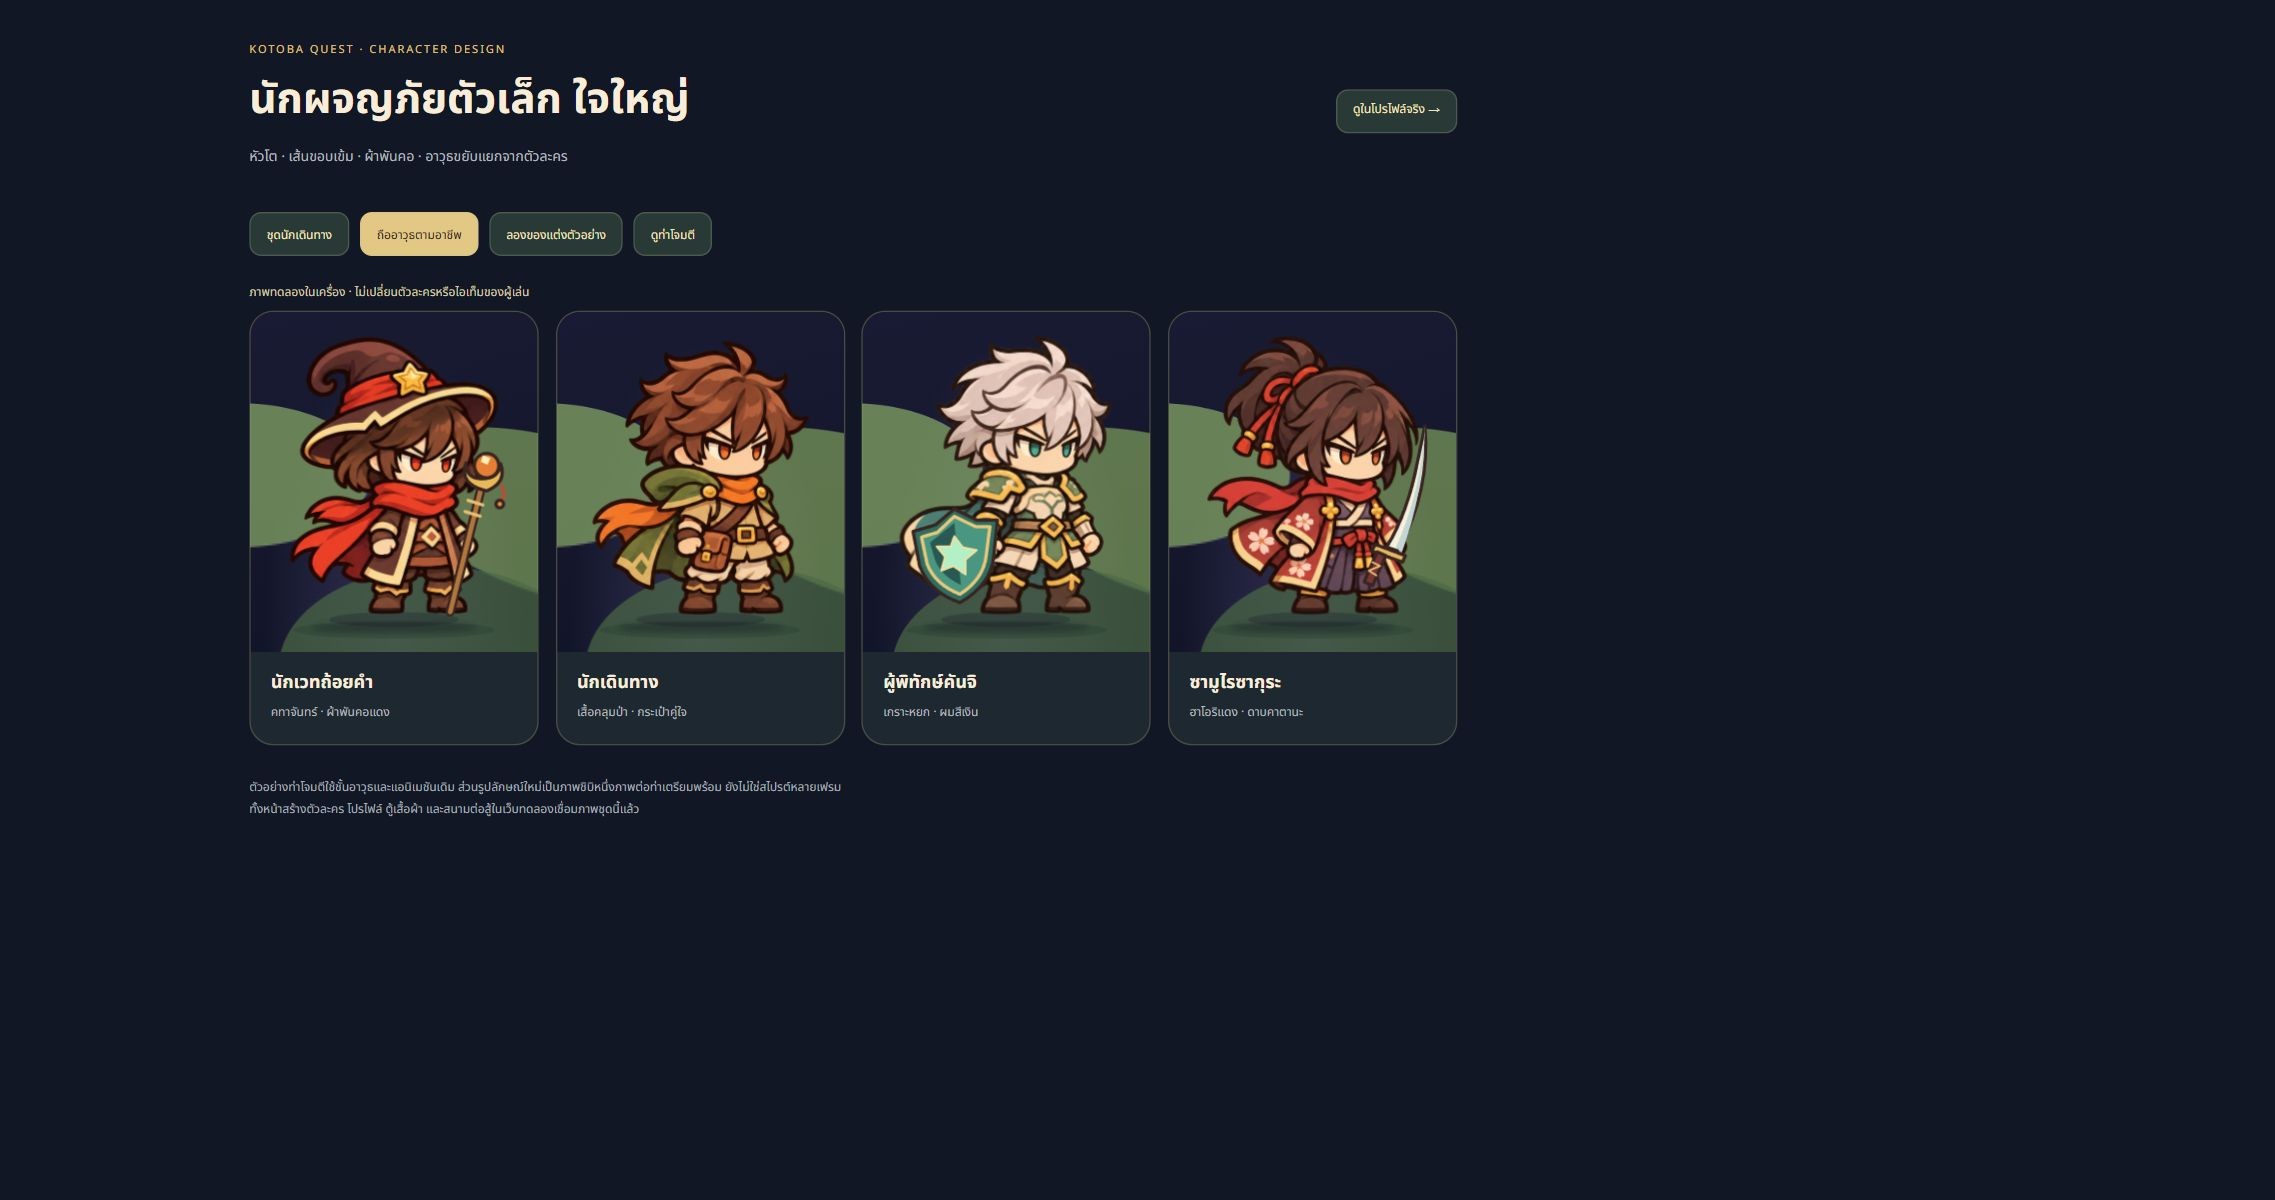 KOTOBA QUEST · CHARACTER DESIGN
นักผจญภัยตัวเล็ก ใจใหญ่
ดูในโปรไฟล์จริง →
หัวโต · เส้นขอบเข้ม · ผ้าพันคอ · อาวุธขยับแยกจากตัวละคร
ชุดนักเดินทาง
ถืออาวุธตามอาชีพ
ลองของแต่งตัวอย่าง
ดูท่าโจมตี
ภาพทดลองในเครื่อง · ไม่เปลี่ยนตัวละครหรือไอเท็มของผู้เล่น
นักเวทถ้อยคำ
คทาจันทร์ · ผ้าพันคอแดง
นักเดินทาง
เสื้อคลุมป่า · กระเป๋าคู่ใจ
ผู้พิทักษ์คันจิ
เกราะหยก · ผมสีเงิน
ซามูไรซากุระ
ฮาโอริแดง · ดาบคาตานะ
ตัวอย่างท่าโจมตีใช้ชั้นอาวุธและแอนิเมชันเดิม ส่วนรูปลักษณ์ใหม่เป็นภาพชิบิหนึ่งภาพต่อท่าเตรียมพร้อม ยังไม่ใช่สไปรต์หลายเฟรม
ทั้งหน้าสร้างตัวละคร โปรไฟล์ ตู้เสื้อผ้า และสนามต่อสู้ในเว็บทดลองเชื่อมภาพชุดนี้แล้ว